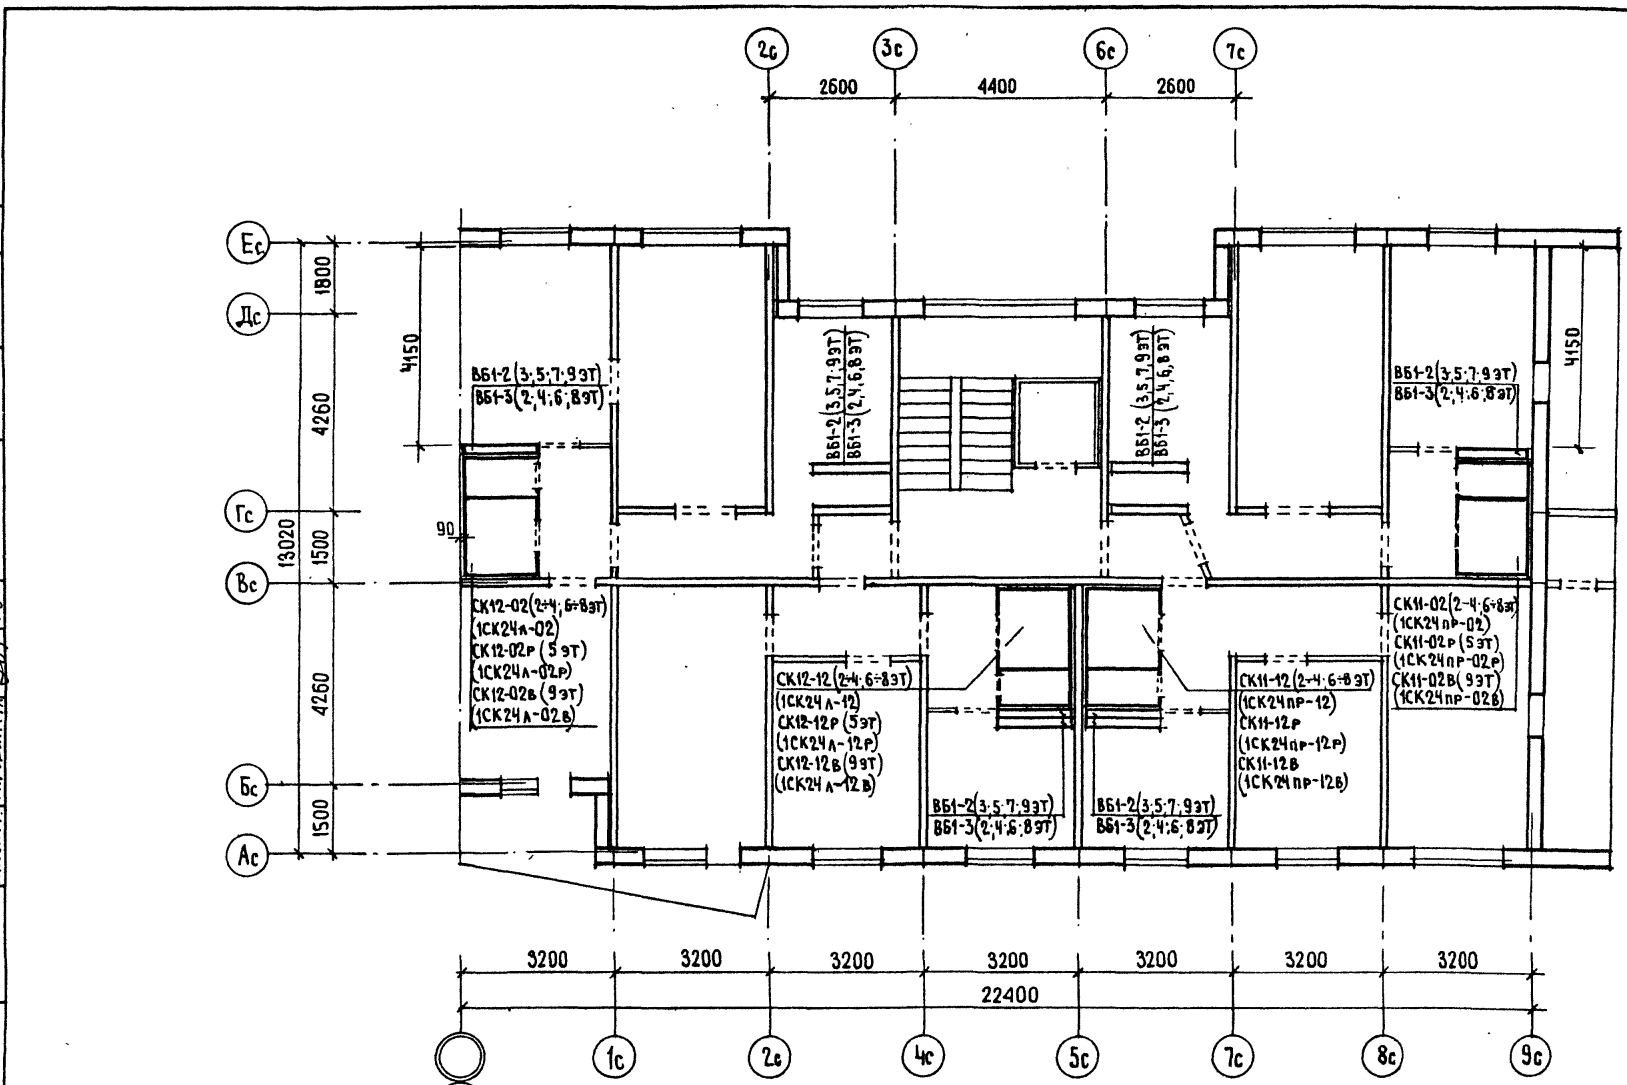 2с 3с 6с 7с
2600 4400 2600
Ес
1800
Дс
4150
ВБ1-2(3;5;7;9эт)
ВБ1-3(2;4;6;8эт)
ВБ1-2(3,5,7,9эт)
ВБ1-3(2,4,6,8эт)
ВБ1-2(3,5,7,9эт)
ВБ1-3(2,4,6,8эт)
ВБ1-2(3;5;7;9эт)
ВБ1-3(2;4;6;8эт)
4150
4260
Гс
90
13020
1500
Вс
СК12-02(2÷4;6÷8эт)
(1СК24л-02)
СК12-02р(5эт)
(1СК24л-02р)
СК12-02в(9эт)
(1СК24л-02в)
4260
СК12-12(2÷4;6÷8эт)
(1СК24л-12)
СК12-12р(5эт)
(1СК24л-12р)
СК12-12в(9эт)
(1СК24л-12в)
СК11-12(2÷4;6÷8эт)
(1СК24пр-12)
СК11-12р
(1СК24пр-12р)
СК11-12в
(1СК24пр-12в)
СК11-02(2÷4;6÷8эт)
(1СК24пр-02)
СК11-02р(5эт)
(1СК24пр-02р)
СК11-02в(9эт)
(1СК24пр-02в)
Бс
ВБ1-2(3;5;7;9эт)
ВБ1-3(2;4;6;8эт)
ВБ1-2(3;5;7;9эт)
ВБ1-3(2;4;6;8эт)
1500
Ас
3200 3200 3200 3200 3200 3200 3200
22400
1с 2с 4с 5с 7с 8с 9с